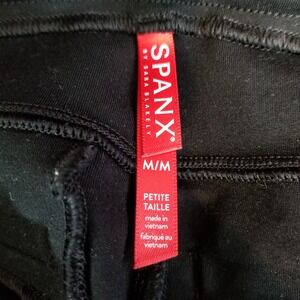 SPANX®
BY SARA BLAKELY
M/M
PETITE
TAILLE
made in
vietnam
fabriqué au
vietnam